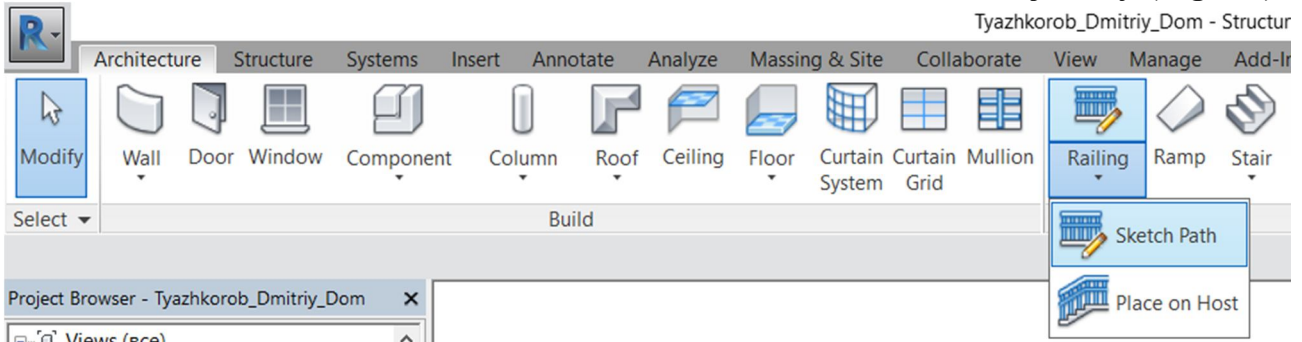 Tyazhkorob_Dmitriy_Dom - Structur
R
Architecture Structure Systems Insert Annotate Analyze Massing & Site Collaborate View Manage Add-In
Modify Wall Door Window Component Column Roof Ceiling Floor Curtain System Curtain Grid Mullion Railing Ramp Stair
Select Build
Sketch Path
Place on Host
Project Browser - Tyazhkorob_Dmitriy_Dom
Views (все)